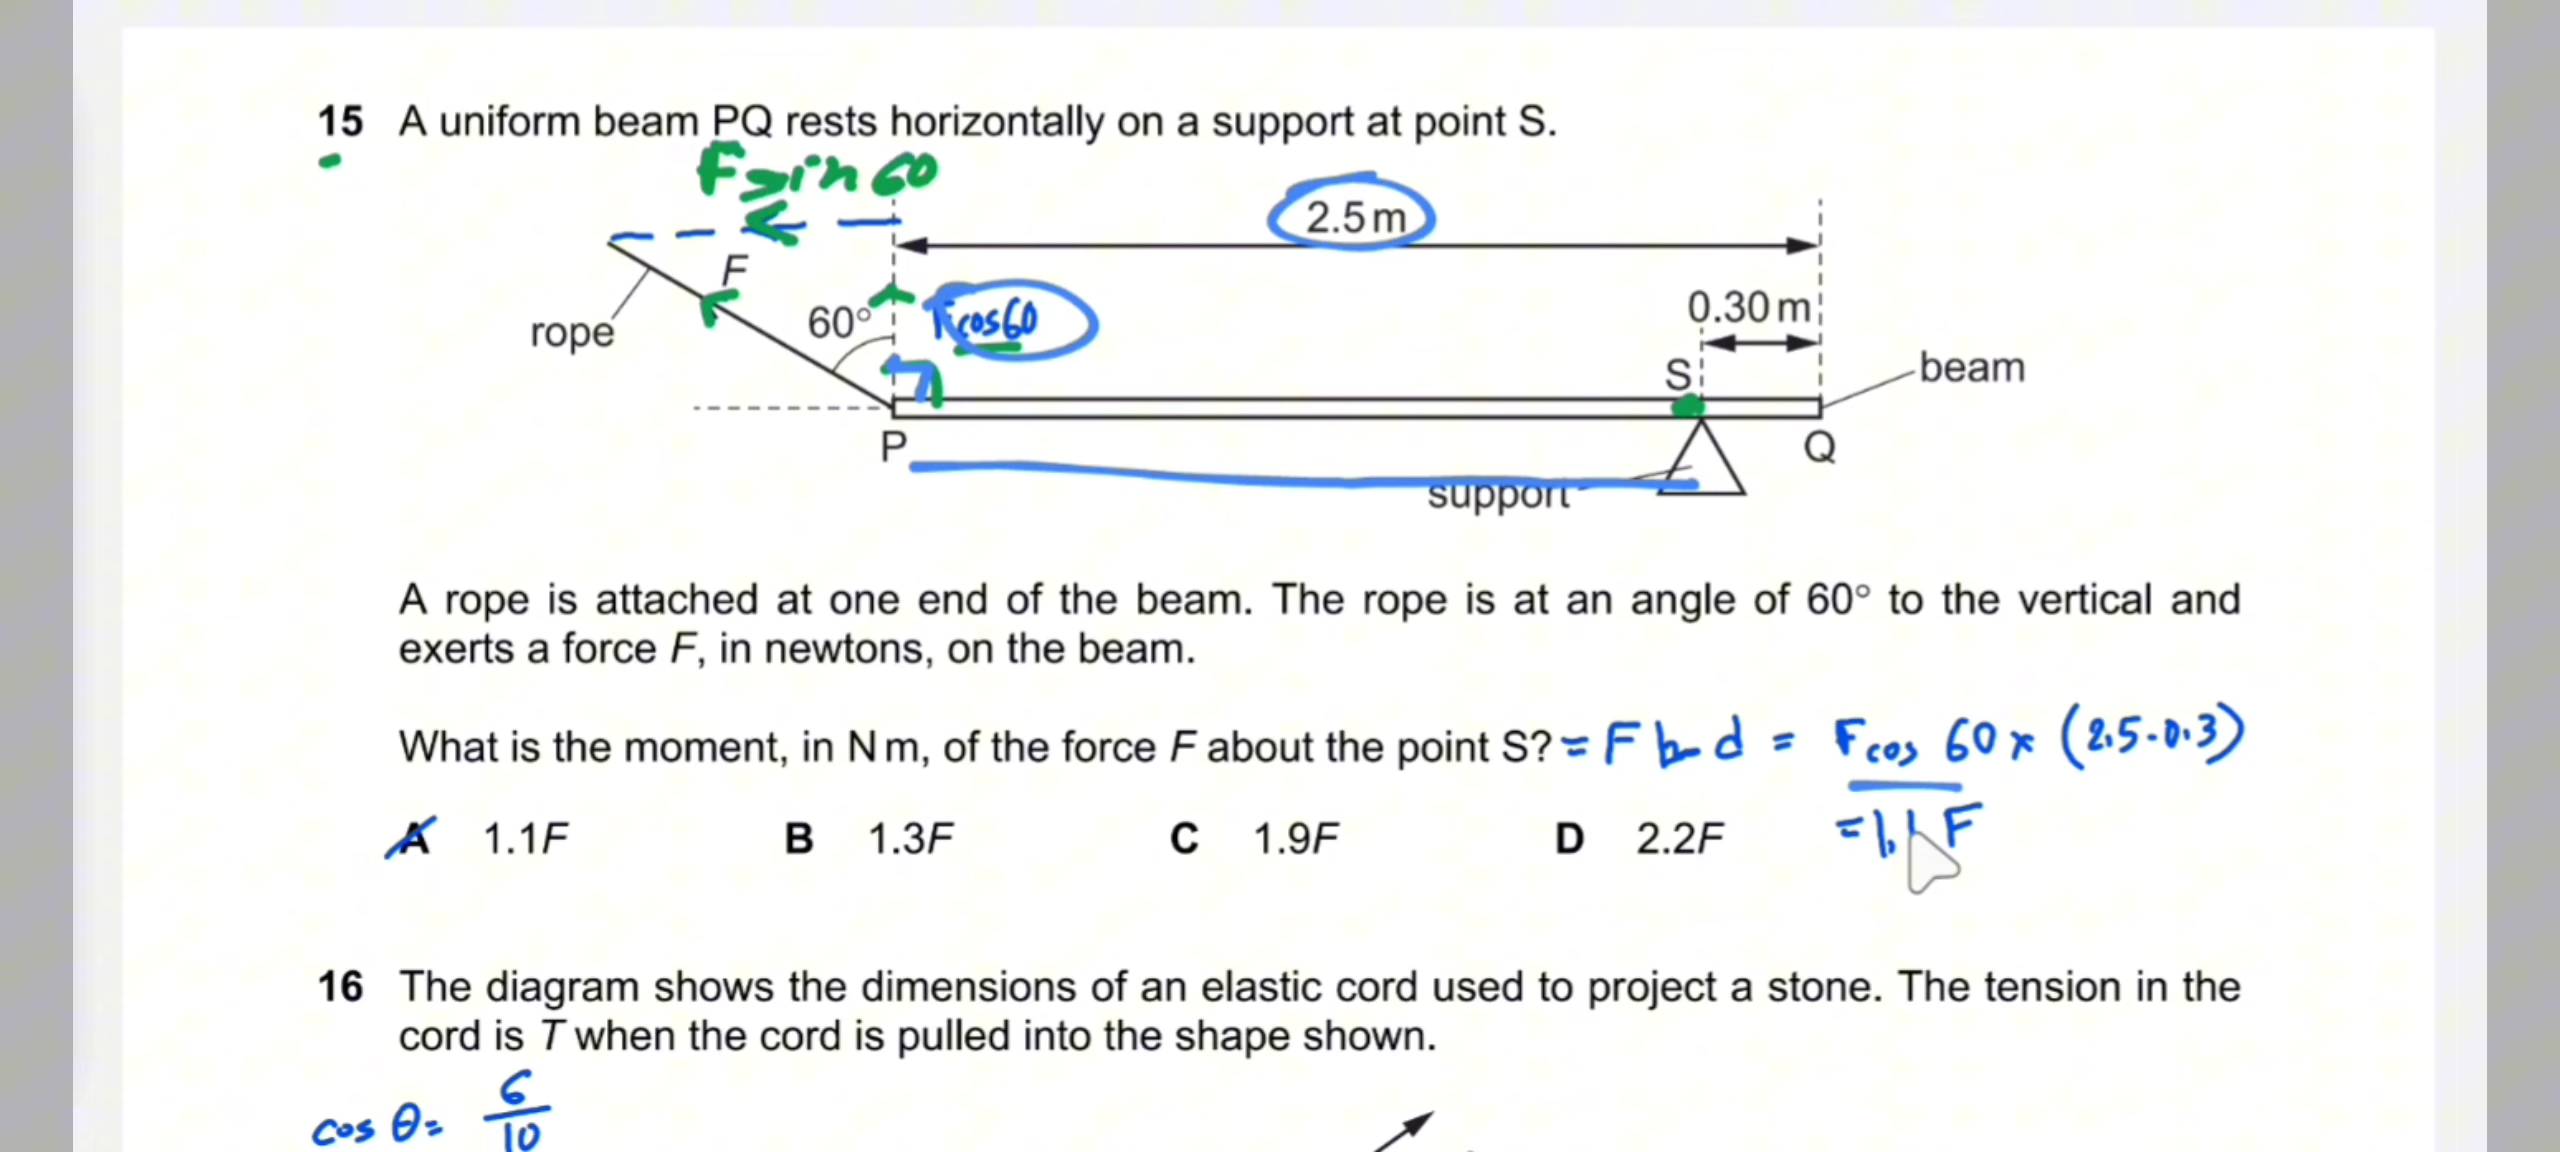 15 A uniform beam PQ rests horizontally on a support at point S.
F sin 60
2.5 m
F
60°
Fcos60
0.30 m
rope
S
beam
P
Q
support
A rope is attached at one end of the beam. The rope is at an angle of 60° to the vertical and
exerts a force F, in newtons, on the beam.
What is the moment, in N m, of the force F about the point S? = F d = Fcos 60 × (2.5-0.3)
A 1.1F B 1.3F C 1.9F D 2.2F =1.1 F
16 The diagram shows the dimensions of an elastic cord used to project a stone. The tension in the
cord is T when the cord is pulled into the shape shown.
cos θ= 6/10